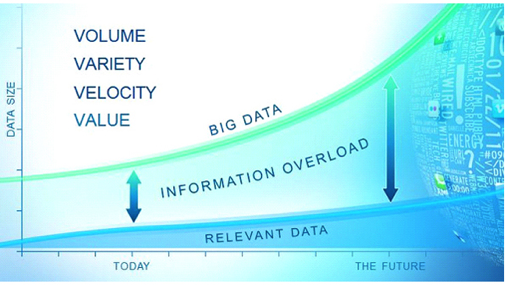 VOLUME
VARIETY
VELOCITY
VALUE
DATA SIZE
BIG DATA
INFORMATION OVERLOAD
RELEVANT DATA
TODAY
THE FUTURE